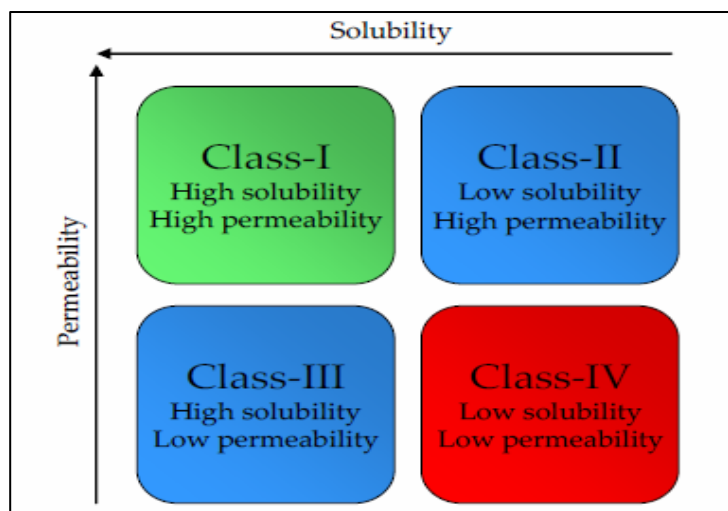 Solubility
Permeability
Class-I
High solubility
High permeability
Class-II
Low solubility
High permeability
Class-III
High solubility
Low permeability
Class-IV
Low solubility
Low permeability